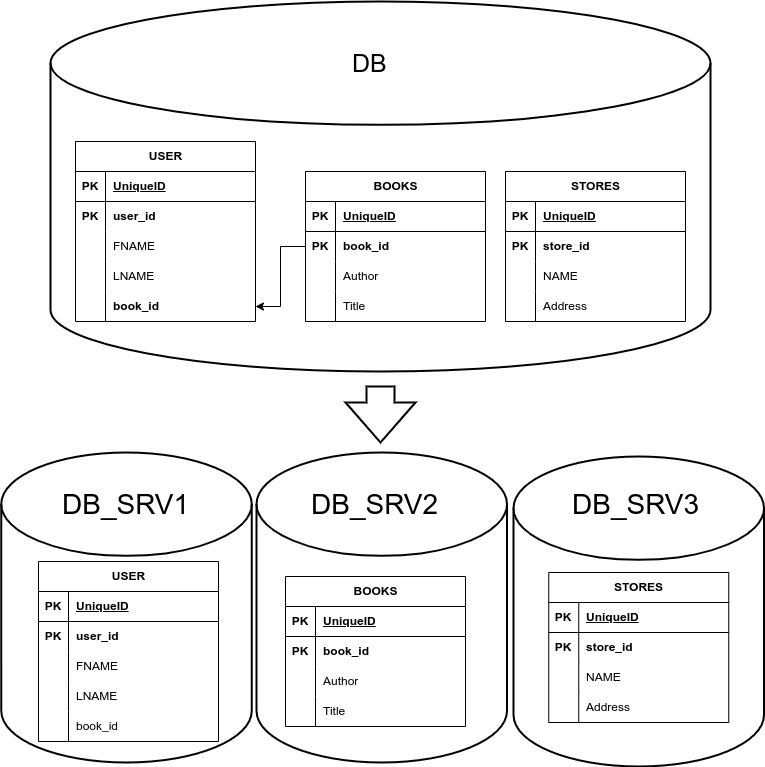 DB
USER
PK UniqueID
PK user_id
FNAME
LNAME
book_id
BOOKS
PK UniqueID
PK book_id
Author
Title
STORES
PK UniqueID
PK store_id
NAME
Address
DB_SRV1
USER
PK UniqueID
PK user_id
FNAME
LNAME
book_id
DB_SRV2
BOOKS
PK UniqueID
PK book_id
Author
Title
DB_SRV3
STORES
PK UniqueID
PK store_id
NAME
Address